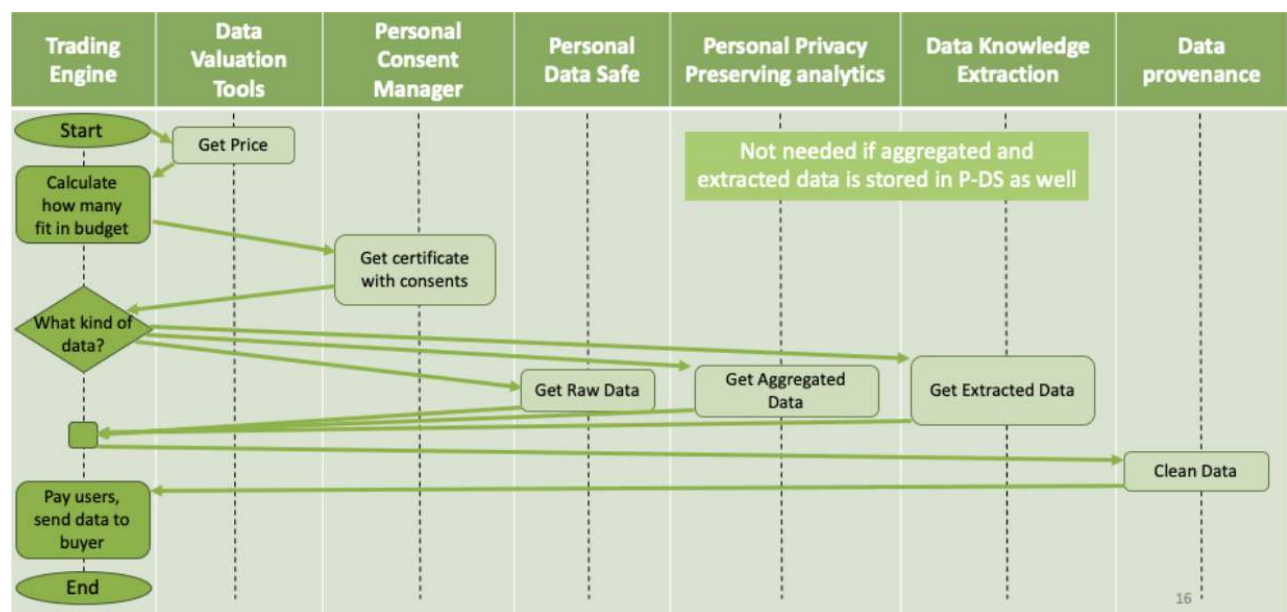 Trading
Engine
Data
Valuation
Tools
Personal
Consent
Manager
Personal
Data Safe
Personal Privacy
Preserving analytics
Data Knowledge
Extraction
Data
provenance
Start
Get Price
Not needed if aggregated and
extracted data is stored in P-DS as well
Calculate
how many
fit in budget
Get certificate
with consents
What kind of
data?
Get Raw Data
Get Aggregated
Data
Get Extracted Data
Clean Data
Pay users,
send data to
buyer
End
16